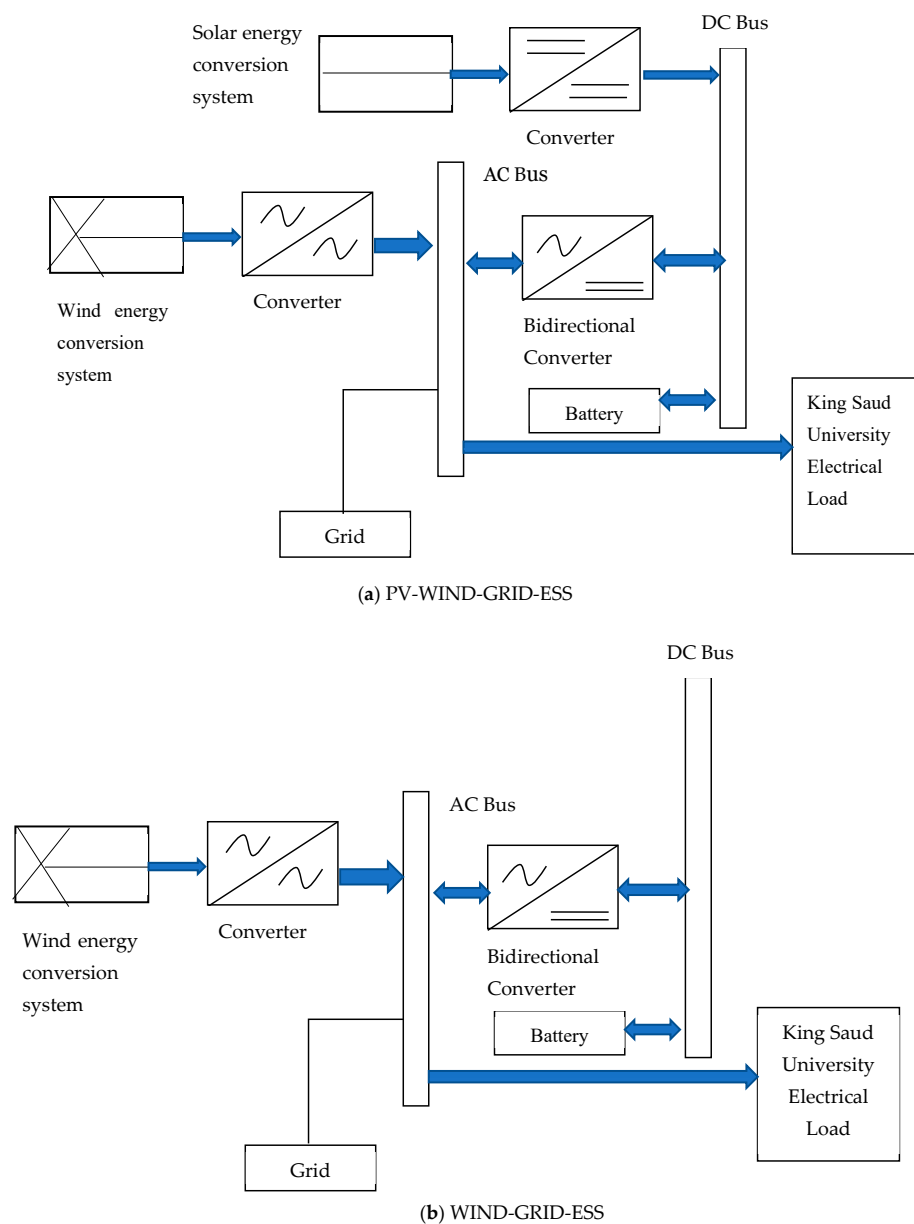 Solar energy
conversion
system
DC Bus
Converter
AC Bus
Wind energy
conversion
system
Converter
Bidirectional
Converter
Battery
King Saud
University
Electrical
Load
Grid
(a) PV-WIND-GRID-ESS
DC Bus
AC Bus
Wind energy
conversion
system
Converter
Bidirectional
Converter
Battery
King Saud
University
Electrical
Load
Grid
(b) WIND-GRID-ESS